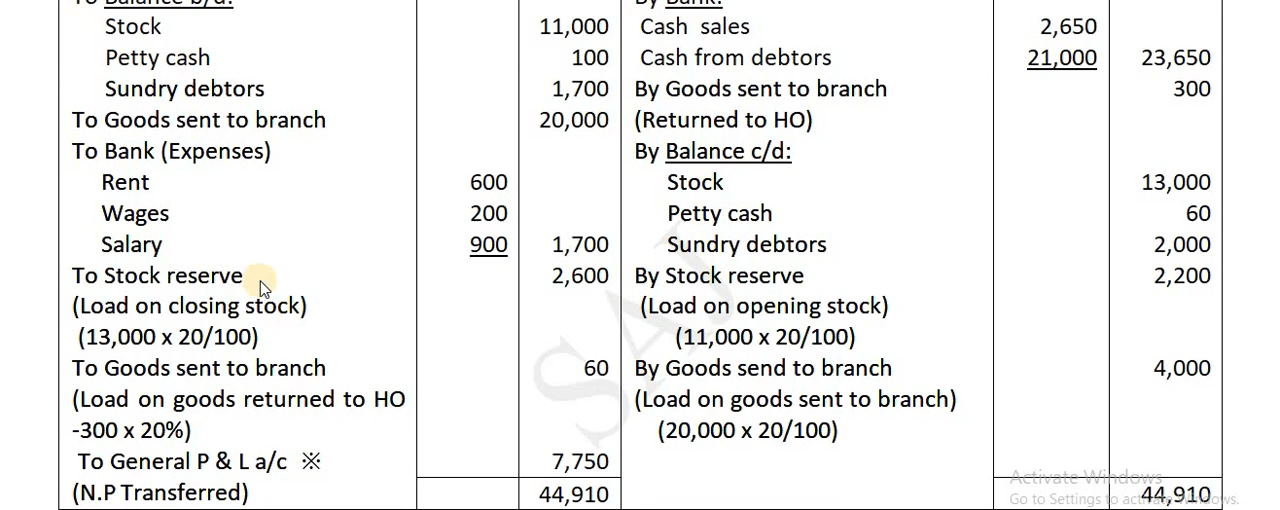 To Balance b/d:
Stock 11,000
Petty cash 100
Sundry debtors 1,700
To Goods sent to branch 20,000
To Bank (Expenses)
Rent 600
Wages 200
Salary 900 1,700
To Stock reserve 2,600
(Load on closing stock)
(13,000 x 20/100)
To Goods sent to branch 60
(Load on goods returned to HO
-300 x 20%)
To General P & L a/c ※ 7,750
(N.P Transferred) 44,910
By Bank:
Cash sales 2,650
Cash from debtors 21,000 23,650
By Goods sent to branch 300
(Returned to HO)
By Balance c/d:
Stock 13,000
Petty cash 60
Sundry debtors 2,000
By Stock reserve 2,200
(Load on opening stock)
(11,000 x 20/100)
By Goods send to branch 4,000
(Load on goods sent to branch)
(20,000 x 20/100)
44,910
SAJ
Activate Windows
Go to Settings to activate Windows.